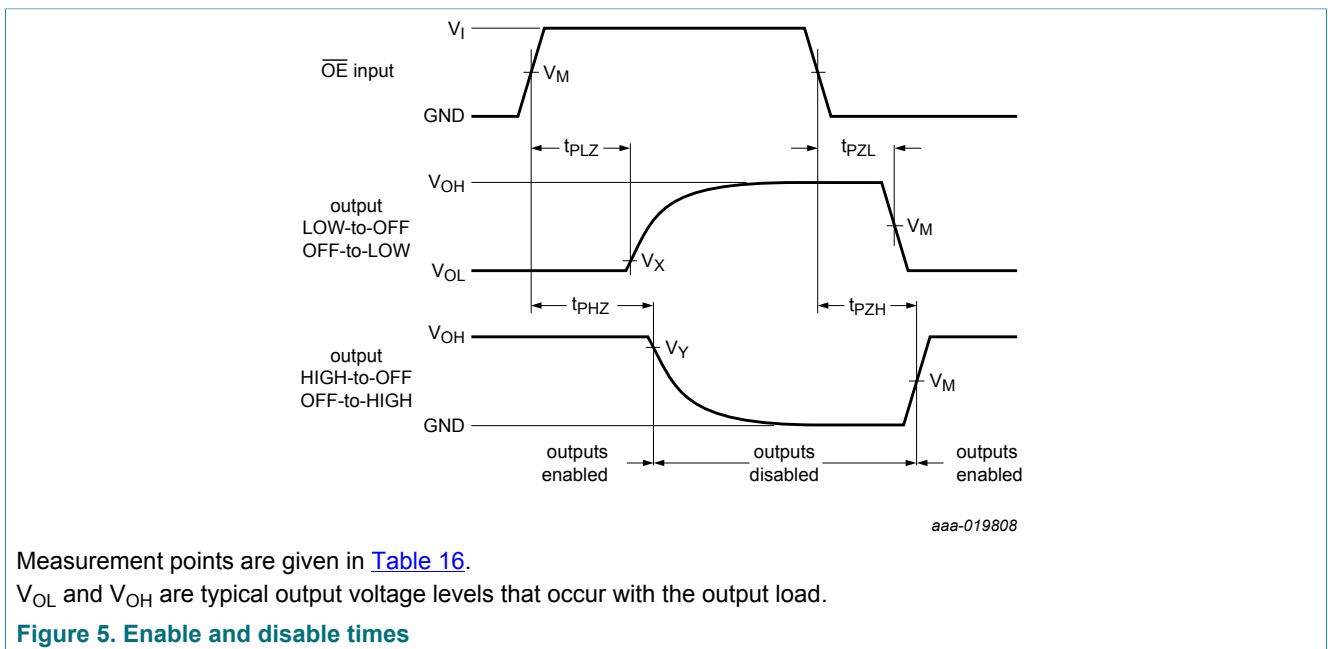 V_I
OE input
V_M
GND
t_PLZ
t_PZL
V_OH
output
LOW-to-OFF
OFF-to-LOW
V_M
V_X
V_OL
t_PHZ
t_PZH
V_OH
V_Y
output
HIGH-to-OFF
OFF-to-HIGH
V_M
GND
outputs
enabled
outputs
disabled
outputs
enabled
aaa-019808
Measurement points are given in Table 16.
V_OL and V_OH are typical output voltage levels that occur with the output load.
Figure 5. Enable and disable times